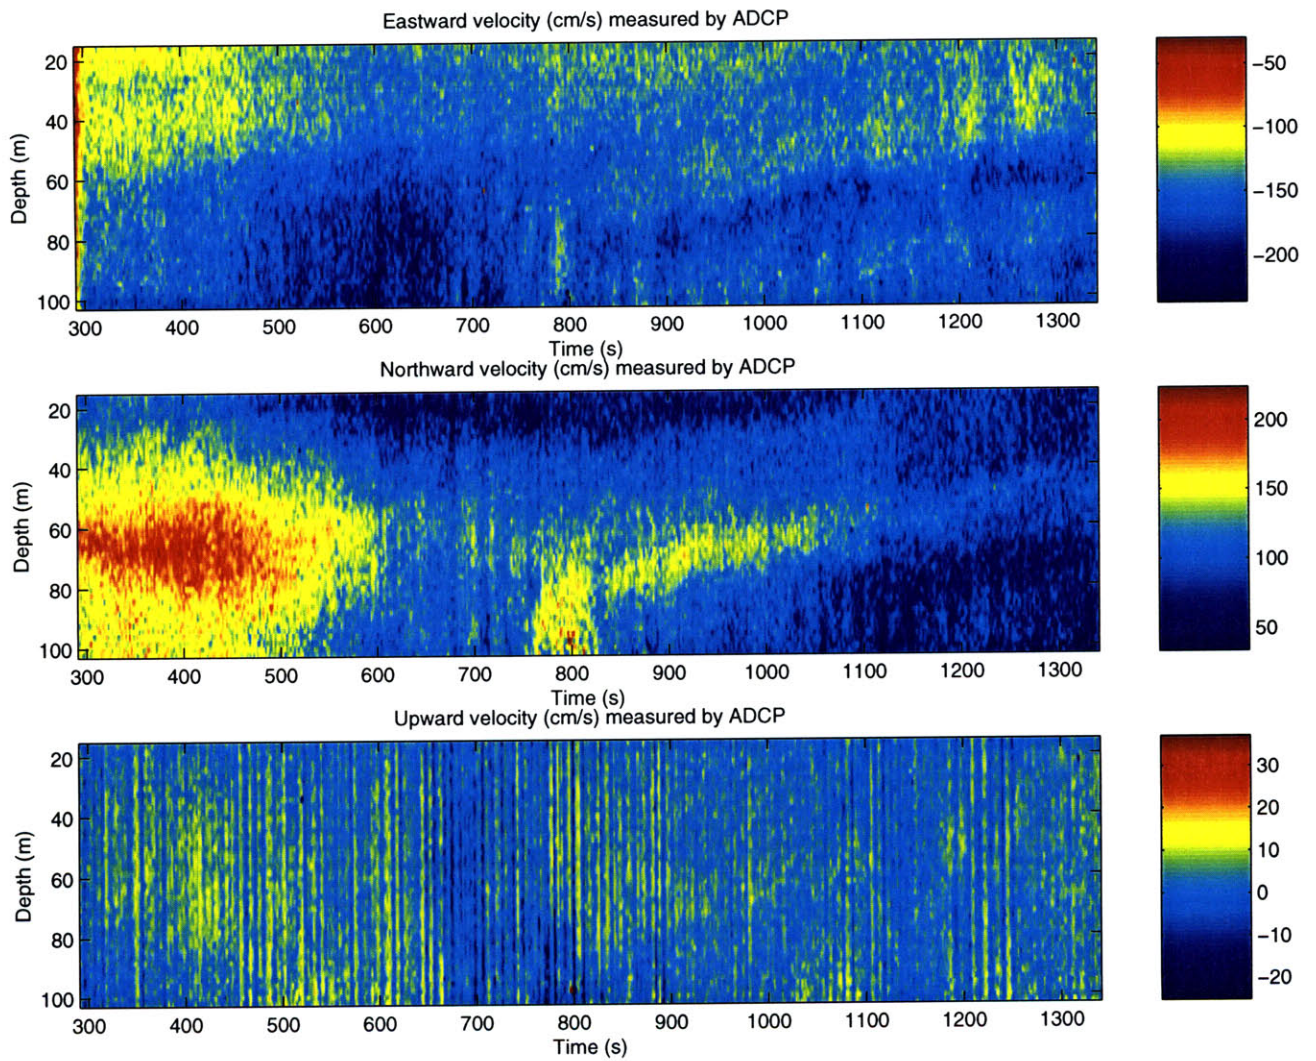 Eastward velocity (cm/s) measured by ADCP
Depth (m)
20
40
60
80
100
300 400 500 600 700 800 900 1000 1100 1200 1300
Time (s)
−50
−100
−150
−200
Northward velocity (cm/s) measured by ADCP
Depth (m)
20
40
60
80
100
300 400 500 600 700 800 900 1000 1100 1200 1300
Time (s)
200
150
100
50
Upward velocity (cm/s) measured by ADCP
Depth (m)
20
40
60
80
100
300 400 500 600 700 800 900 1000 1100 1200 1300
Time (s)
30
20
10
0
−10
−20